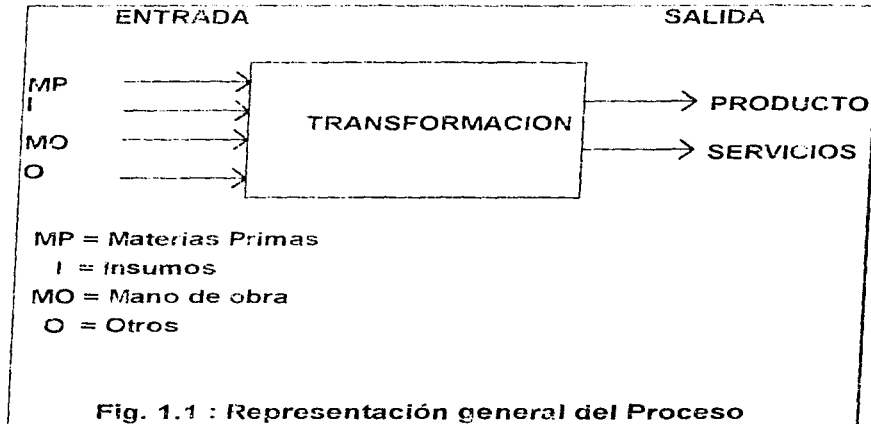 ENTRADA SALIDA
MP
I
MO
O
TRANSFORMACION
PRODUCTO
SERVICIOS
MP = Materias Primas
I = Insumos
MO = Mano de obra
O = Otros
Fig. 1.1 : Representación general del Proceso